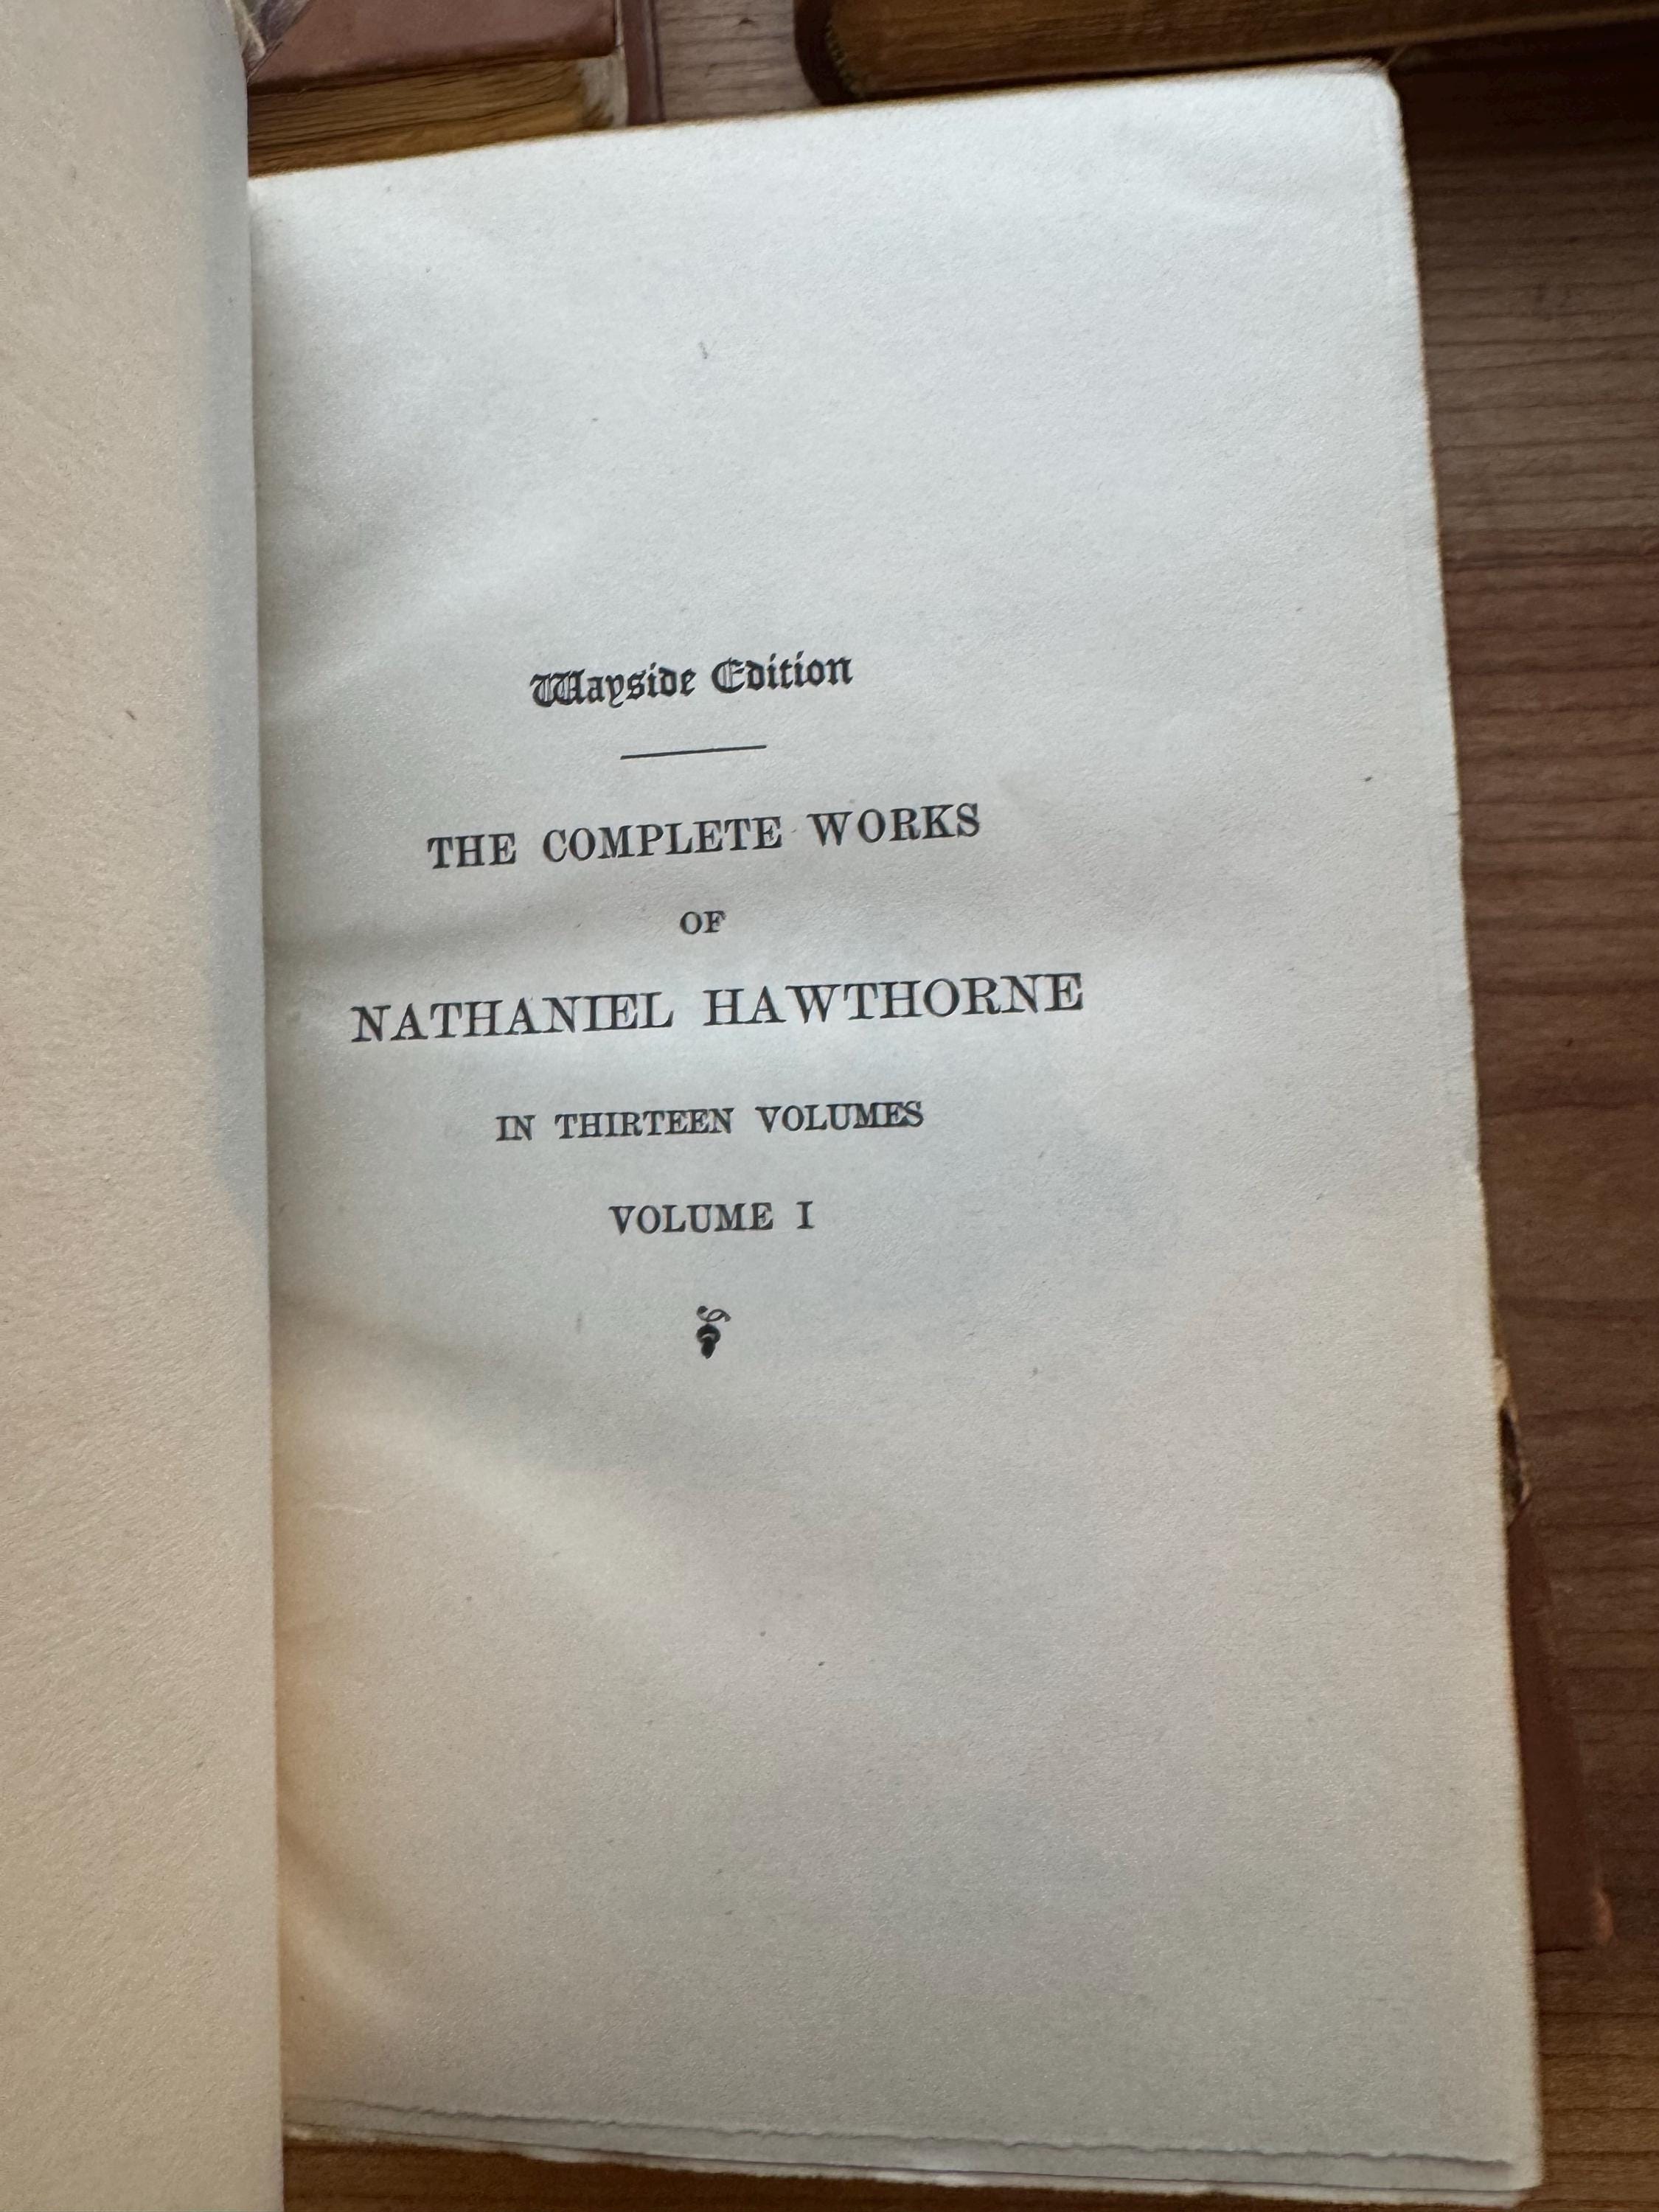 Wayside Edition
THE COMPLETE WORKS
OF
NATHANIEL HAWTHORNE
IN THIRTEEN VOLUMES
VOLUME I